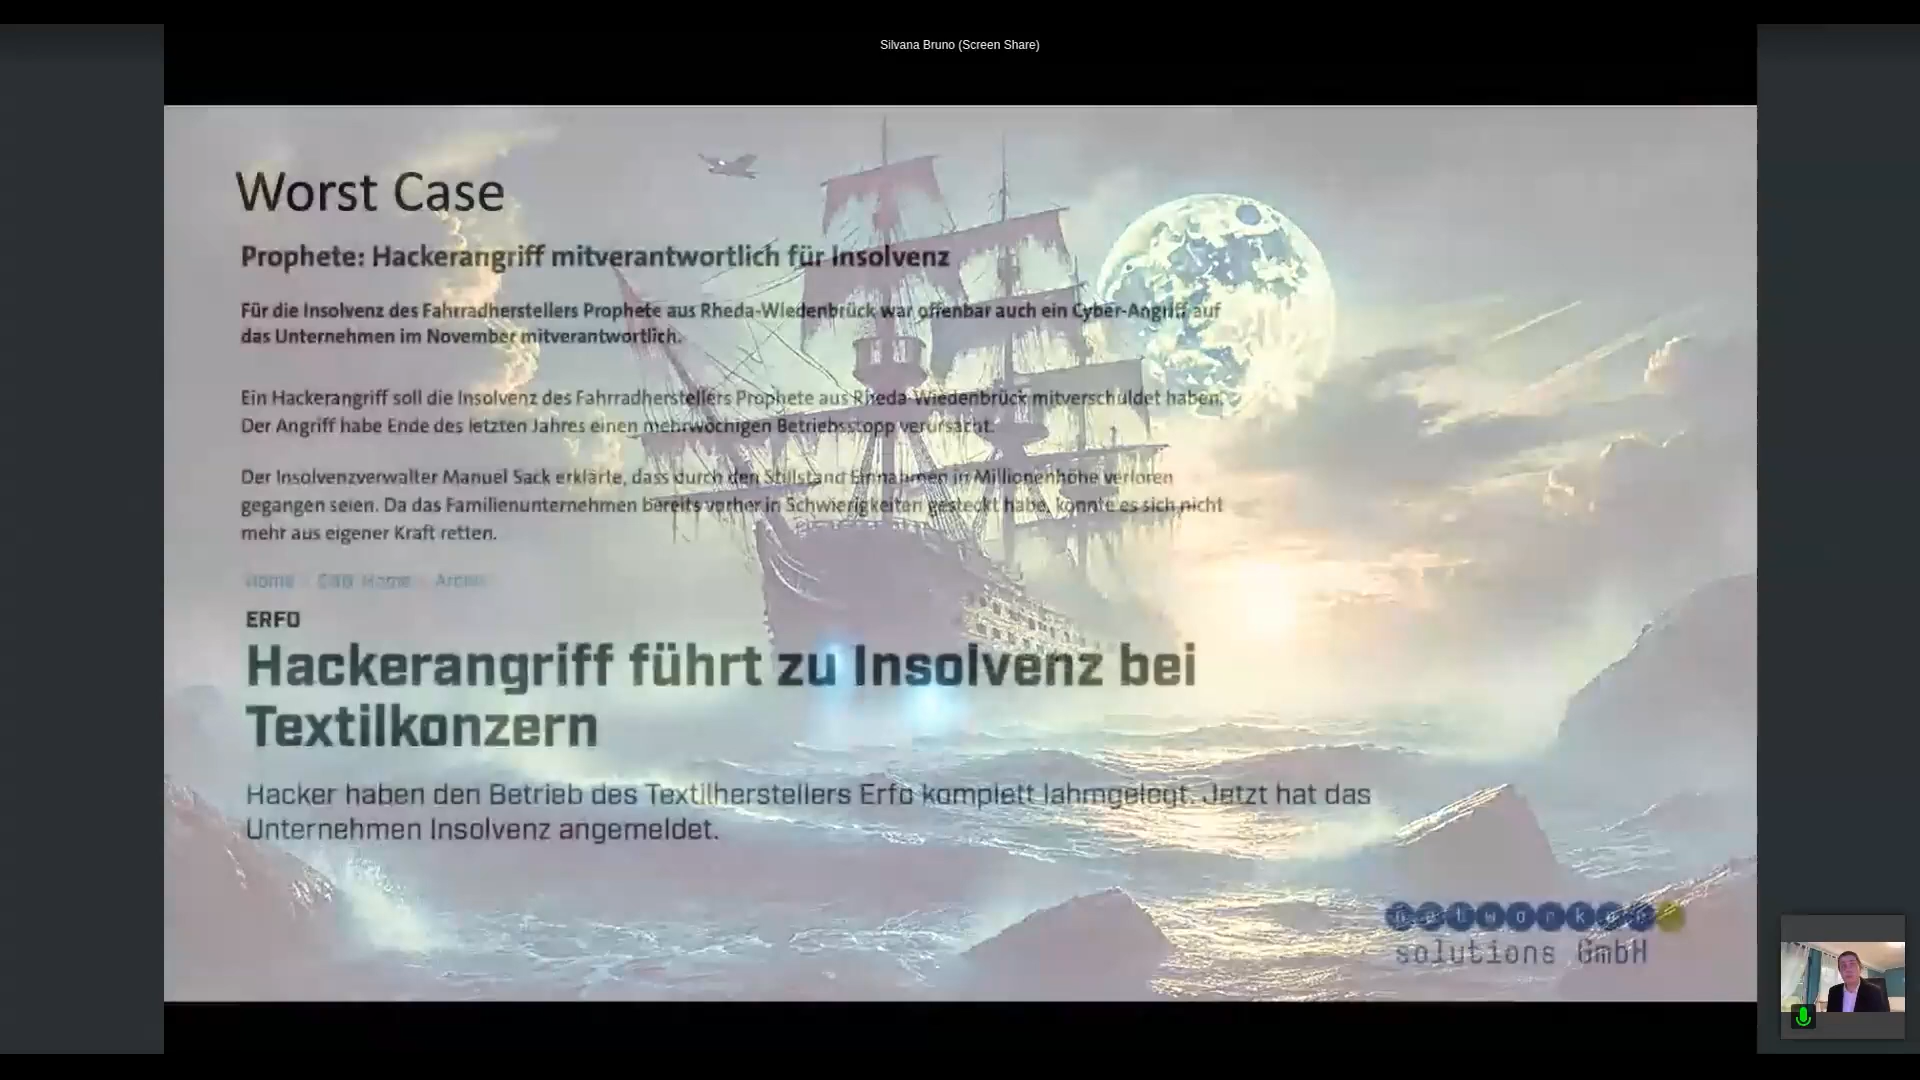 Silvana Bruno (Screen Share)
Worst Case
Prophete: Hackerangriff mitverantwortlich für Insolvenz
Für die Insolvenz des Fahrradherstellers Prophete aus Rheda-Wiedenbrück war offenbar auch ein Cyber-Angriff auf
das Unternehmen im November mitverantwortlich.
Ein Hackerangriff soll die Insolvenz des Fahrradherstellers Prophete aus Rheda-Wiedenbrück mitverschuldet haben.
Der Angriff habe Ende des letzten Jahres einen mehrwöchigen Betriebsstopp verursacht.
Der Insolvenzverwalter Manuel Sack erklärte, dass durch den Stillstand Einnahmen in Millionenhöhe verloren
gegangen seien. Da das Familienunternehmen bereits vorher in Schwierigkeiten gesteckt habe, konnte es sich nicht
mehr aus eigener Kraft retten.
Home Home
ERFO
Hackerangriff führt zu Insolvenz bei
Textilkonzern
Hacker haben den Betrieb des Textilherstellers Erfo komplett lahmgelegt. Jetzt hat das
Unternehmen Insolvenz angemeldet.
networker
solutions GmbH